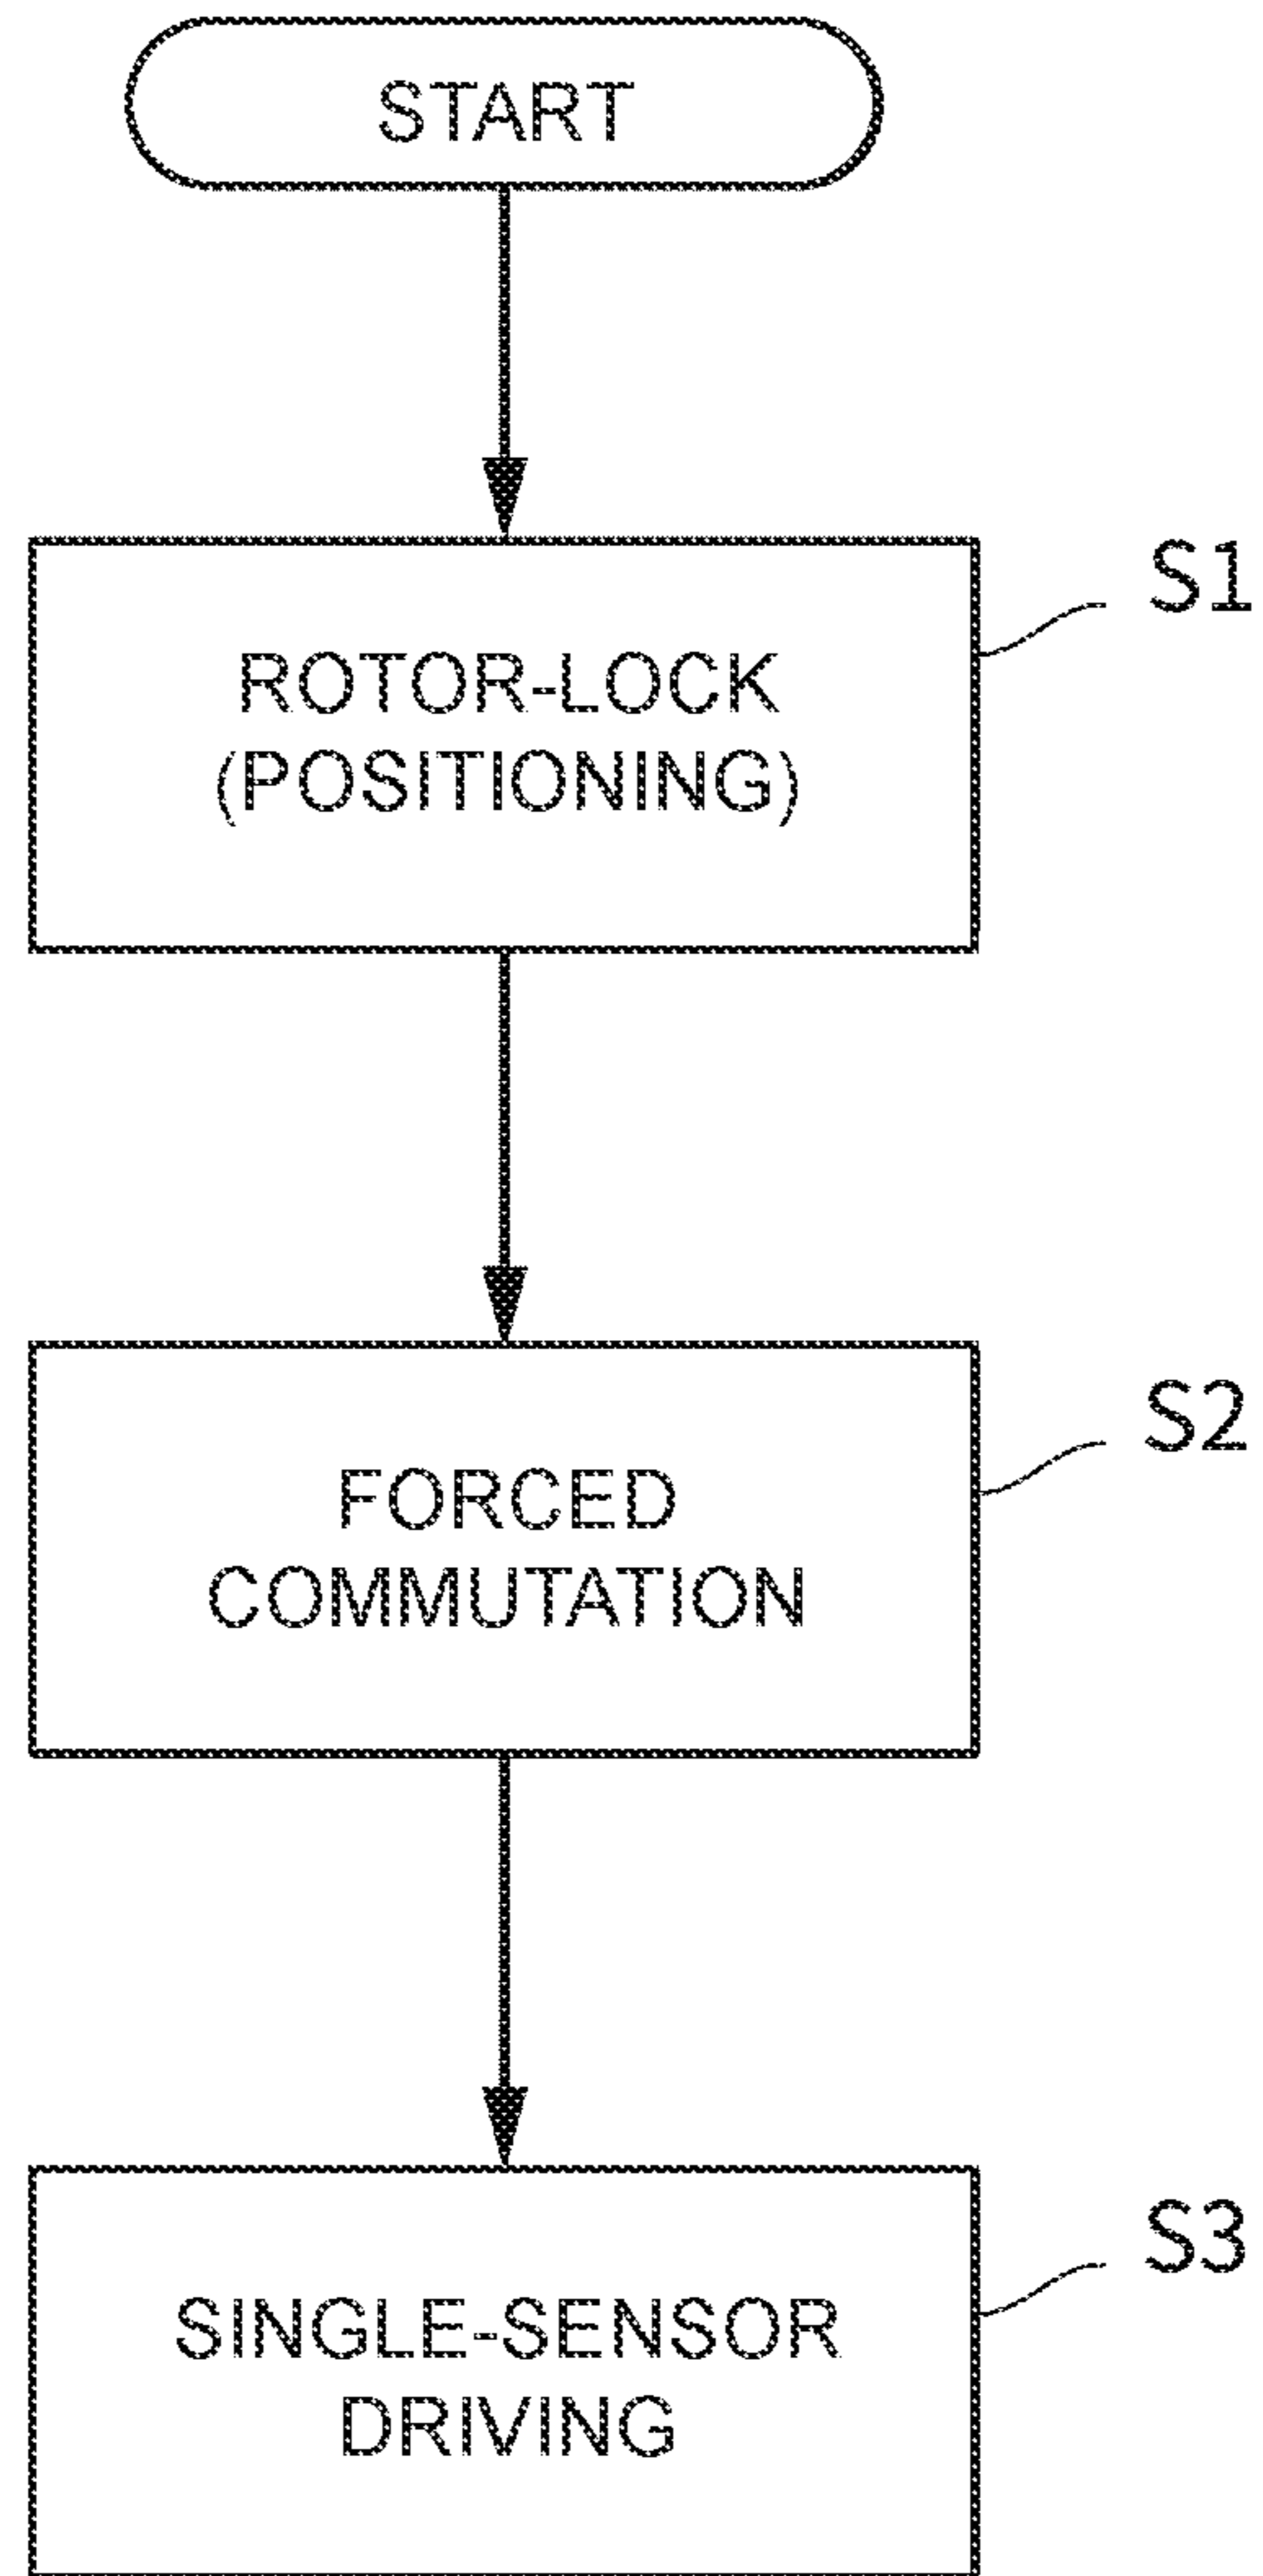 START
S1
ROTOR-LOCK
(POSITIONING)
S2
FORCED
COMMUTATION
S3
SINGLE-SENSOR
DRIVING